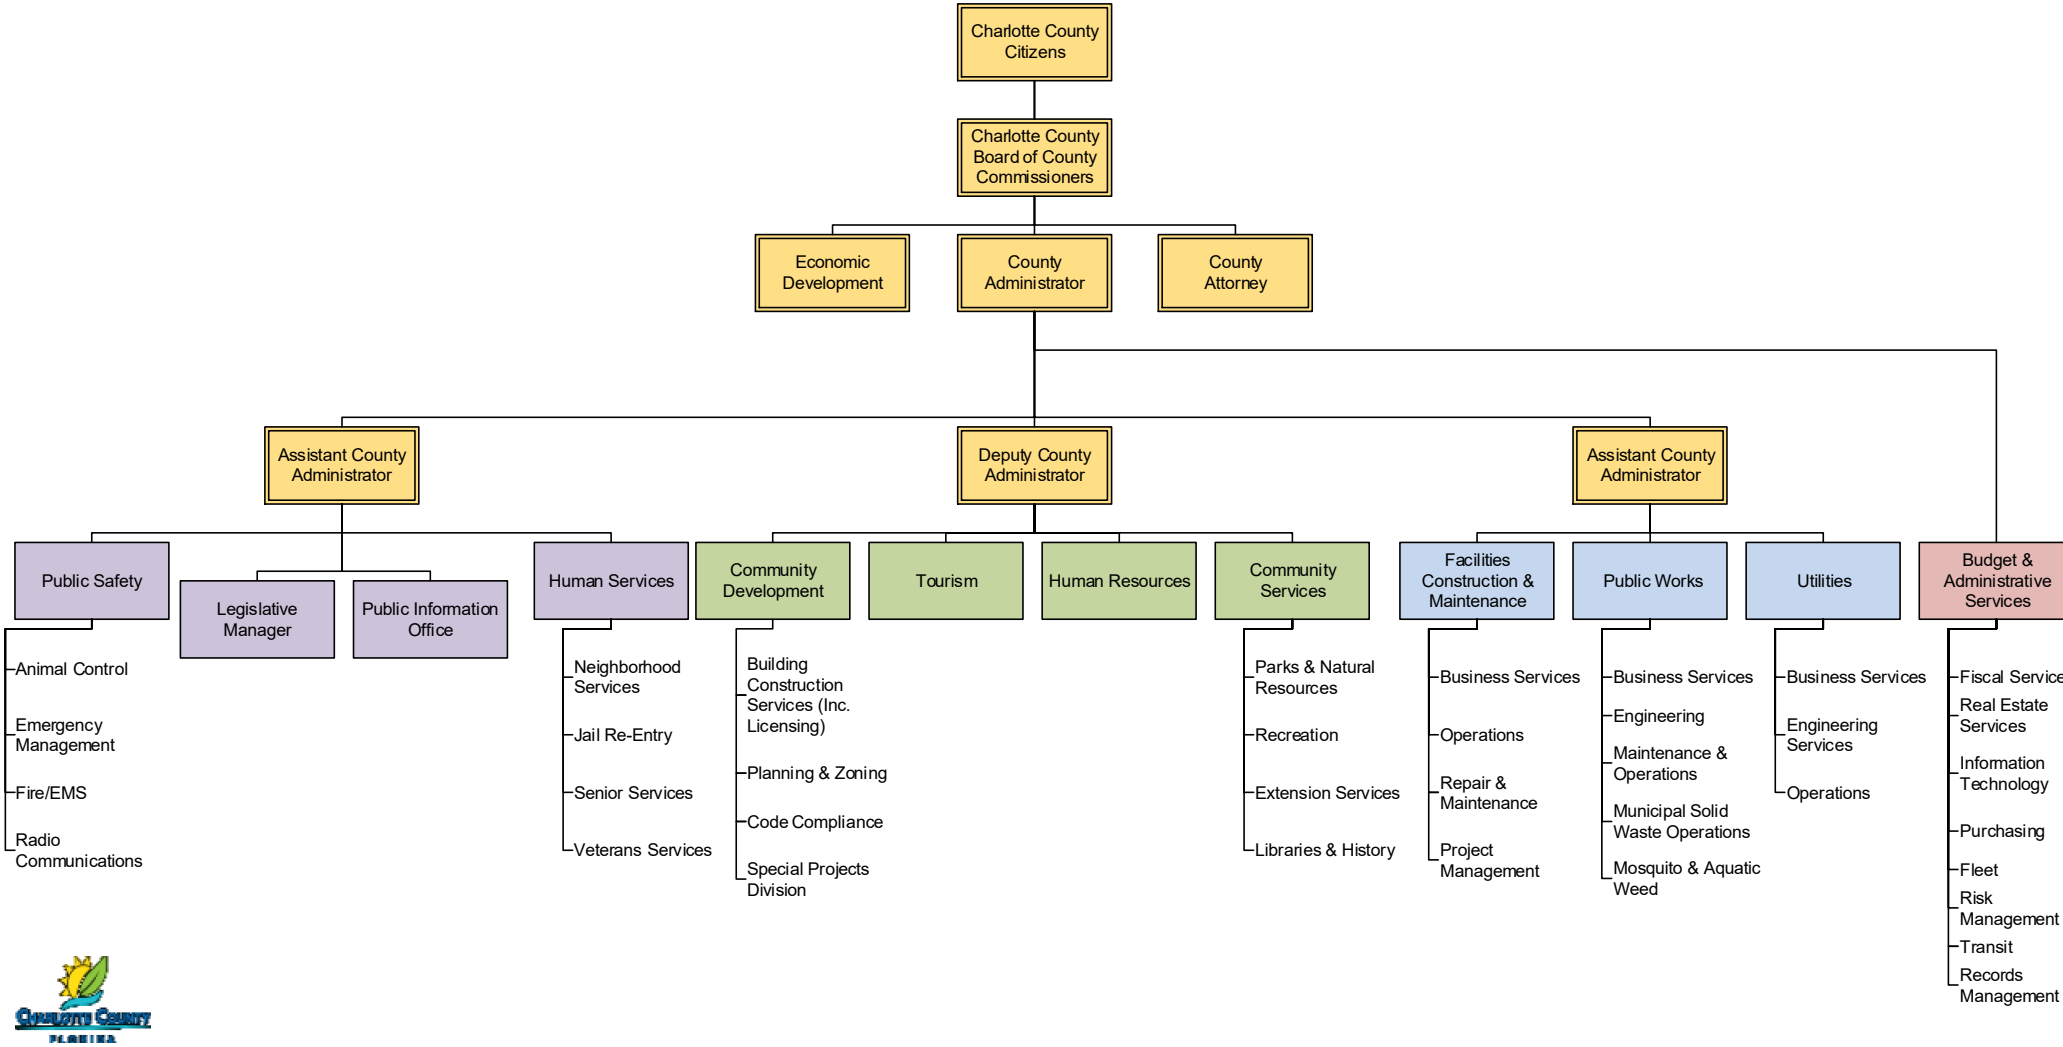 Charlotte County
Citizens
Charlotte County
Board of County
Commissioners
Economic
Development
County
Administrator
County
Attorney
Assistant County
Administrator
Deputy County
Administrator
Assistant County
Administrator
Public Safety
Legislative
Manager
Public Information
Office
Human Services
Community
Development
Tourism
Human Resources
Community
Services
Facilities
Construction &
Maintenance
Public Works
Utilities
Budget &
Administrative
Services
Animal Control
Emergency
Management
Fire/EMS
Radio
Communications
Neighborhood
Services
Jail Re-Entry
Senior Services
Veterans Services
Building
Construction
Services (Inc.
Licensing)
Planning & Zoning
Code Compliance
Special Projects
Division
Parks & Natural
Resources
Recreation
Extension Services
Libraries & History
Business Services
Operations
Repair &
Maintenance
Project
Management
Business Services
Engineering
Maintenance &
Operations
Municipal Solid
Waste Operations
Mosquito & Aquatic
Weed
Business Services
Engineering
Services
Operations
Fiscal Service
Real Estate
Services
Information
Technology
Purchasing
Fleet
Risk
Management
Transit
Records
Management
CHARLOTTE COUNTY
FLORIDA